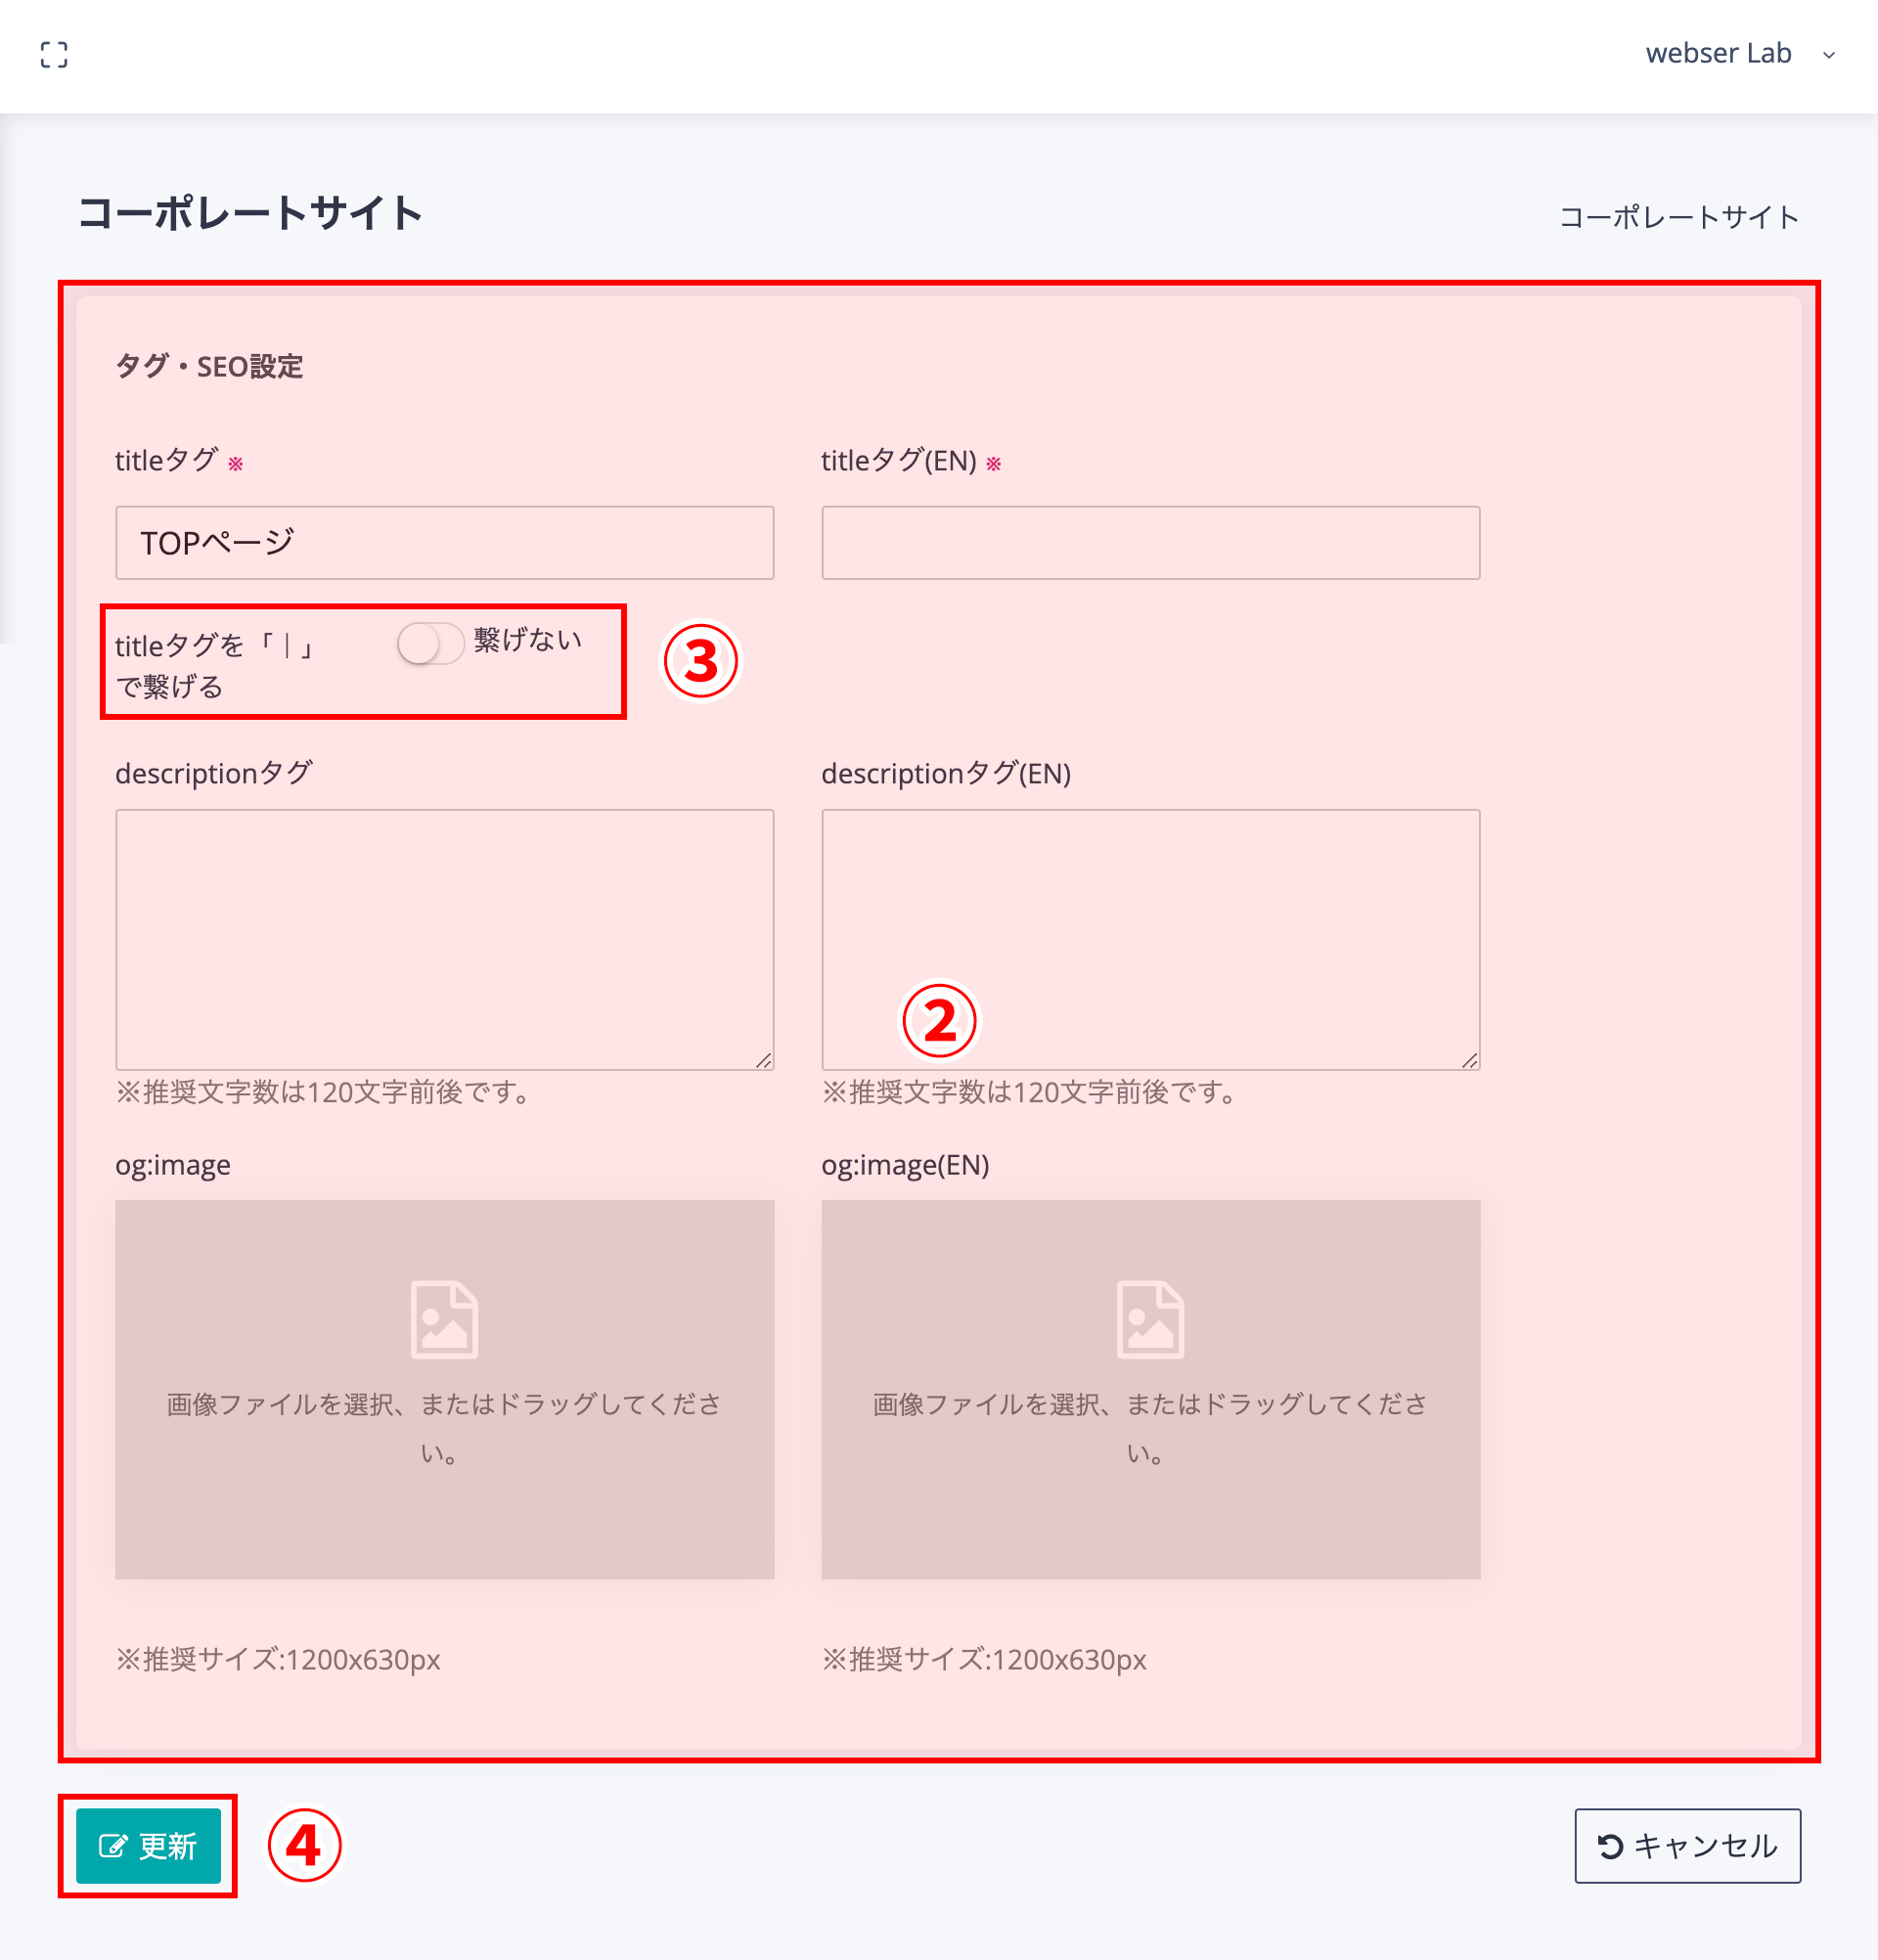 webser Lab
コーポレートサイト
コーポレートサイト
タグ・SEO設定
titleタグ ※
titleタグ(EN) ※
TOPページ
titleタグを「｜」
で繋げる
繋げない
③
descriptionタグ
descriptionタグ(EN)
②
※推奨文字数は120文字前後です。
※推奨文字数は120文字前後です。
og:image
og:image(EN)
画像ファイルを選択、またはドラッグしてくださ
い。
画像ファイルを選択、またはドラッグしてくださ
い。
※推奨サイズ:1200x630px
※推奨サイズ:1200x630px
更新
④
キャンセル